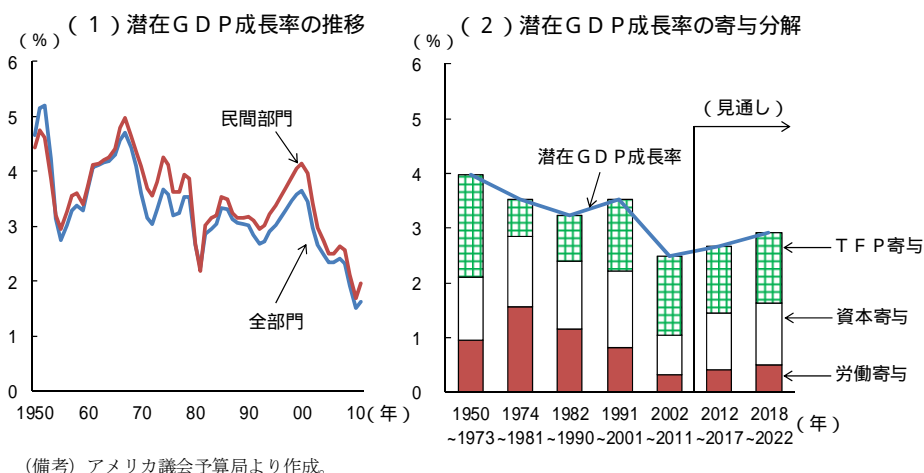 (1)潜在GDP成長率の推移
(%)
6
5
4
3
2
1
0
1950 60 70 80 90 00 10(年)
民間部門
全部門
(2)潜在GDP成長率の寄与分解
(%)
6
5
4
3
2
1
0
(見通し)
潜在GDP成長率
TFP寄与
資本寄与
労働寄与
1950 1974 1982 1991 2002 2012 2018
~1973 ~1981 ~1990 ~2001 ~2011 ~2017 ~2022 (年)
(備考)アメリカ議会予算局より作成。